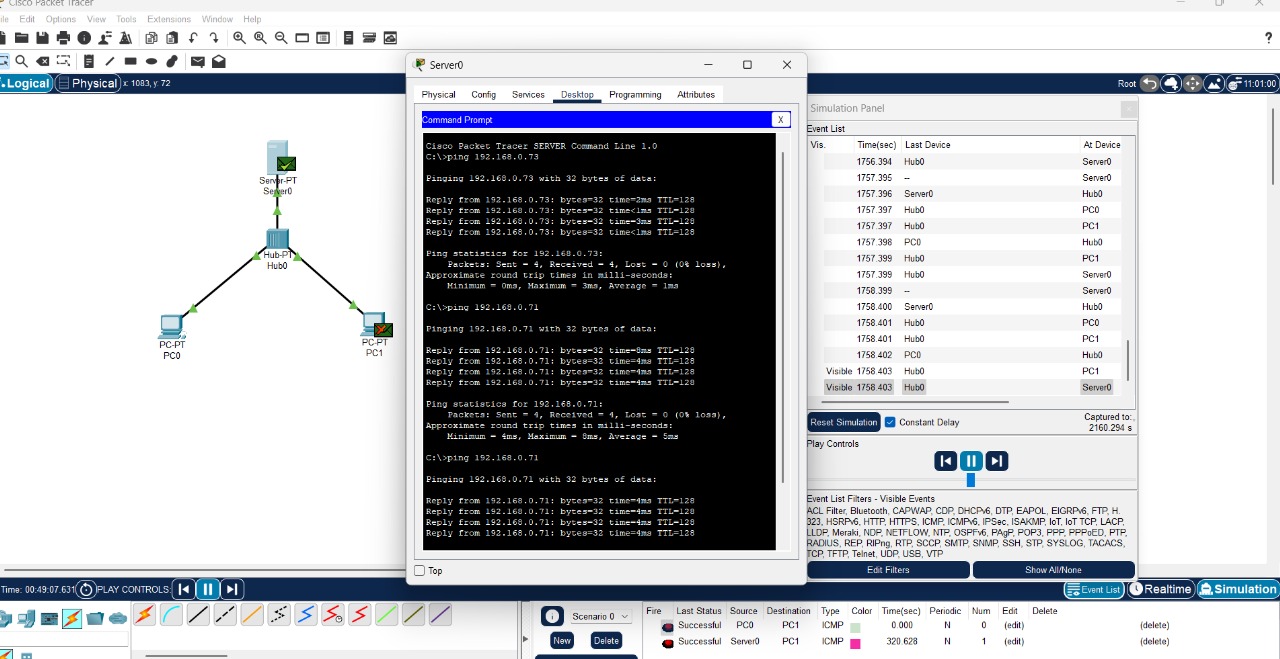 Cisco Packet Tracer
File Edit Options View Tools Extensions Window Help
Logical Physical x: 1083, y: 72
Root 11:01:00
Server-PT
Server0
Hub-PT
Hub0
PC-PT
PC0
PC-PT
PC1
Server0
Physical Config Services Desktop Programming Attributes
Command Prompt X
Cisco Packet Tracer SERVER Command Line 1.0
C:\>ping 192.168.0.73
Pinging 192.168.0.73 with 32 bytes of data:
Reply from 192.168.0.73: bytes=32 time=2ms TTL=128
Reply from 192.168.0.73: bytes=32 time<1ms TTL=128
Reply from 192.168.0.73: bytes=32 time=3ms TTL=128
Reply from 192.168.0.73: bytes=32 time<1ms TTL=128
Ping statistics for 192.168.0.73:
Packets: Sent = 4, Received = 4, Lost = 0 (0% loss),
Approximate round trip times in milli-seconds:
Minimum = 0ms, Maximum = 3ms, Average = 1ms
C:\>ping 192.168.0.71
Pinging 192.168.0.71 with 32 bytes of data:
Reply from 192.168.0.71: bytes=32 time=8ms TTL=128
Reply from 192.168.0.71: bytes=32 time=4ms TTL=128
Reply from 192.168.0.71: bytes=32 time=4ms TTL=128
Reply from 192.168.0.71: bytes=32 time=4ms TTL=128
Ping statistics for 192.168.0.71:
Packets: Sent = 4, Received = 4, Lost = 0 (0% loss),
Approximate round trip times in milli-seconds:
Minimum = 4ms, Maximum = 8ms, Average = 5ms
C:\>ping 192.168.0.71
Pinging 192.168.0.71 with 32 bytes of data:
Reply from 192.168.0.71: bytes=32 time=4ms TTL=128
Reply from 192.168.0.71: bytes=32 time=4ms TTL=128
Reply from 192.168.0.71: bytes=32 time=4ms TTL=128
Reply from 192.168.0.71: bytes=32 time=4ms TTL=128
Top
Simulation Panel
Event List
Vis. Time(sec) Last Device At Device
1756.394 Hub0 Server0
1757.395 -- Server0
1757.396 Server0 Hub0
1757.397 Hub0 PC0
1757.397 Hub0 PC1
1757.398 PC0 Hub0
1757.399 Hub0 PC1
1757.399 Hub0 Server0
1758.399 -- Server0
1758.400 Server0 Hub0
1758.401 Hub0 PC0
1758.401 Hub0 PC1
1758.402 PC0 Hub0
Visible 1758.403 Hub0 PC1
Visible 1758.403 Hub0 Server0
Reset Simulation Constant Delay Captured to:
2160.294 s
Play Controls
Event List Filters - Visible Events
ACL Filter, Bluetooth, CAPWAP, CDP, DHCPv6, DTP, EAPOL, EIGRPv6, FTP, H.
323, HSRPv6, HTTP, HTTPS, ICMP, ICMPv6, IPSec, ISAKMP, IoT, IoT TCP, LACP,
LLDP, Meraki, NDP, NETFLOW, NTP, OSPFv6, PAgP, POP3, PPP, PPPoED, PTP,
RADIUS, REP, RIPng, RTP, SCCP, SMTP, SNMP, SSH, STP, SYSLOG, TACACS,
TCP, TFTP, Telnet, UDP, USB, VTP
Edit Filters Show All/None
Time: 00:49:07.631 PLAY CONTROLS: Event List Realtime Simulation
Scenario 0
New Delete
Fire Last Status Source Destination Type Color Time(sec) Periodic Num Edit Delete
Successful PC0 PC1 ICMP 0.000 N 0 (edit) (delete)
Successful Server0 PC1 ICMP 320.628 N 1 (edit) (delete)